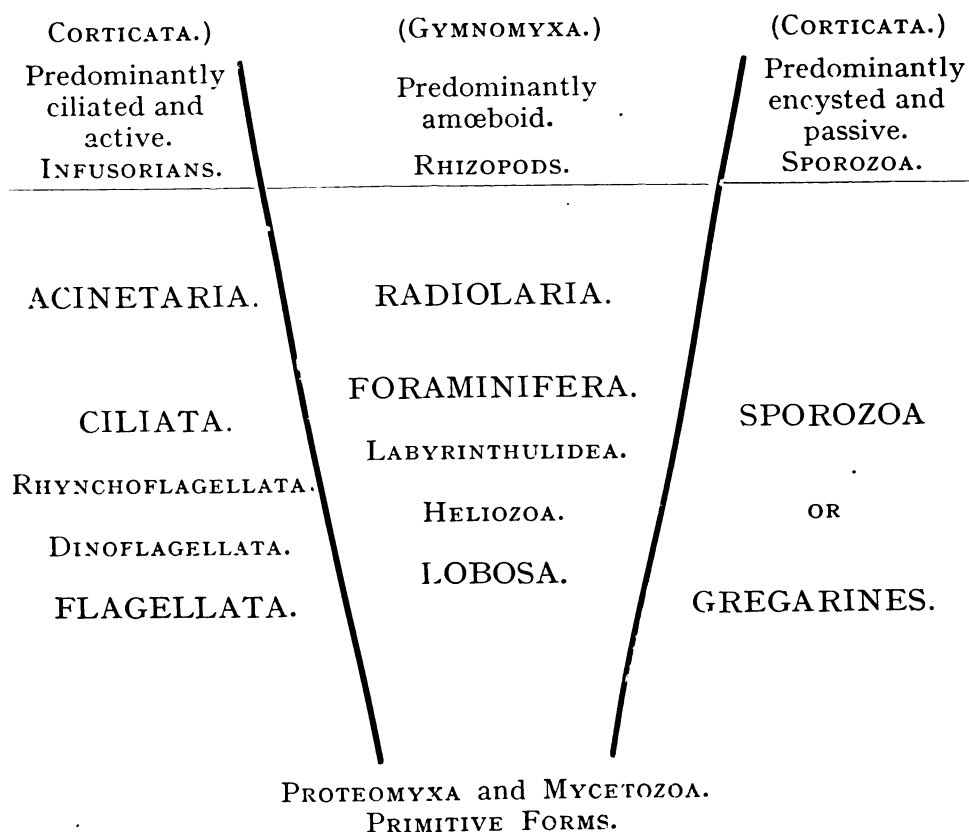 CORTICATA.)
Predominantly
ciliated and
active.
INFUSORIANS.
(GYMNOMYXA.)
Predominantly
amœboid.
RHIZOPODS.
(CORTICATA.)
Predominantly
encysted and
passive.
SPOROZOA.
ACINETARIA.
CILIATA.
RHYNCHOFLAGELLATA.
DINOFLAGELLATA.
FLAGELLATA.
RADIOLARIA.
FORAMINIFERA.
LABYRINTHULIDEA.
HELIOZOA.
LOBOSA.
SPOROZOA
OR
GREGARINES.
PROTEOMYXA and MYCETOZOA.
PRIMITIVE FORMS.